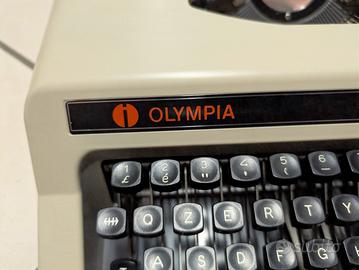 OLYMPIA
1 2 3 4 5 6
£ é " ' (
Q Z E R T Y
Q S D F G